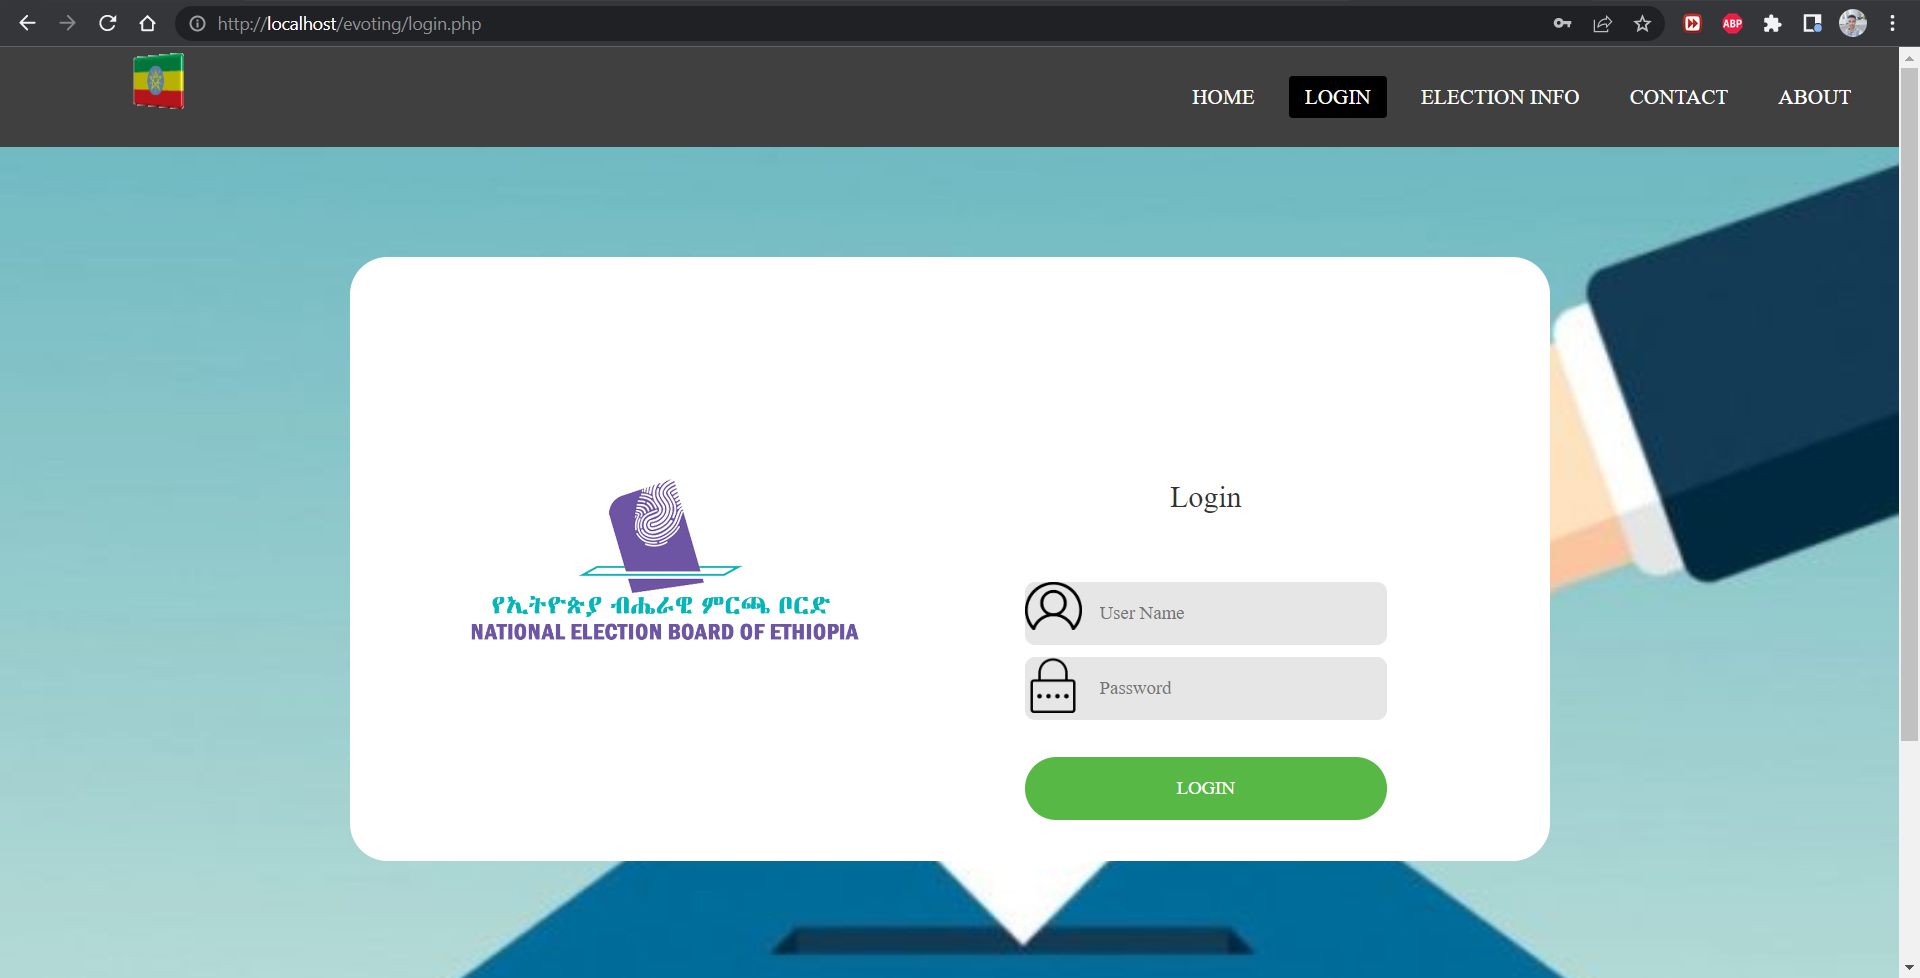 http://localhost/evoting/login.php
ABP
HOME
LOGIN
ELECTION INFO
CONTACT
ABOUT
የኢትዮጵያ ብሔራዊ ምርጫ ቦርድ
NATIONAL ELECTION BOARD OF ETHIOPIA
Login
User Name
Password
LOGIN